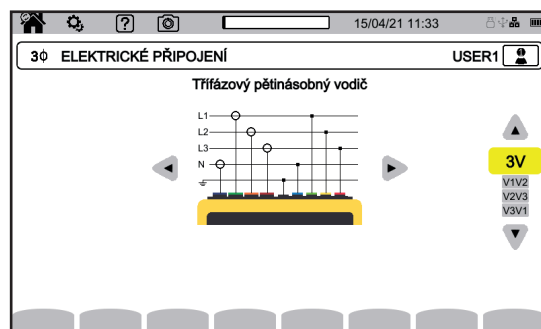 15/04/21 11:33
3ϕ ELEKTRICKÉ PŘIPOJENÍ USER1
Třífázový pětinásobný vodič
L1
L2
L3
N
3V
V1V2
V2V3
V3V1